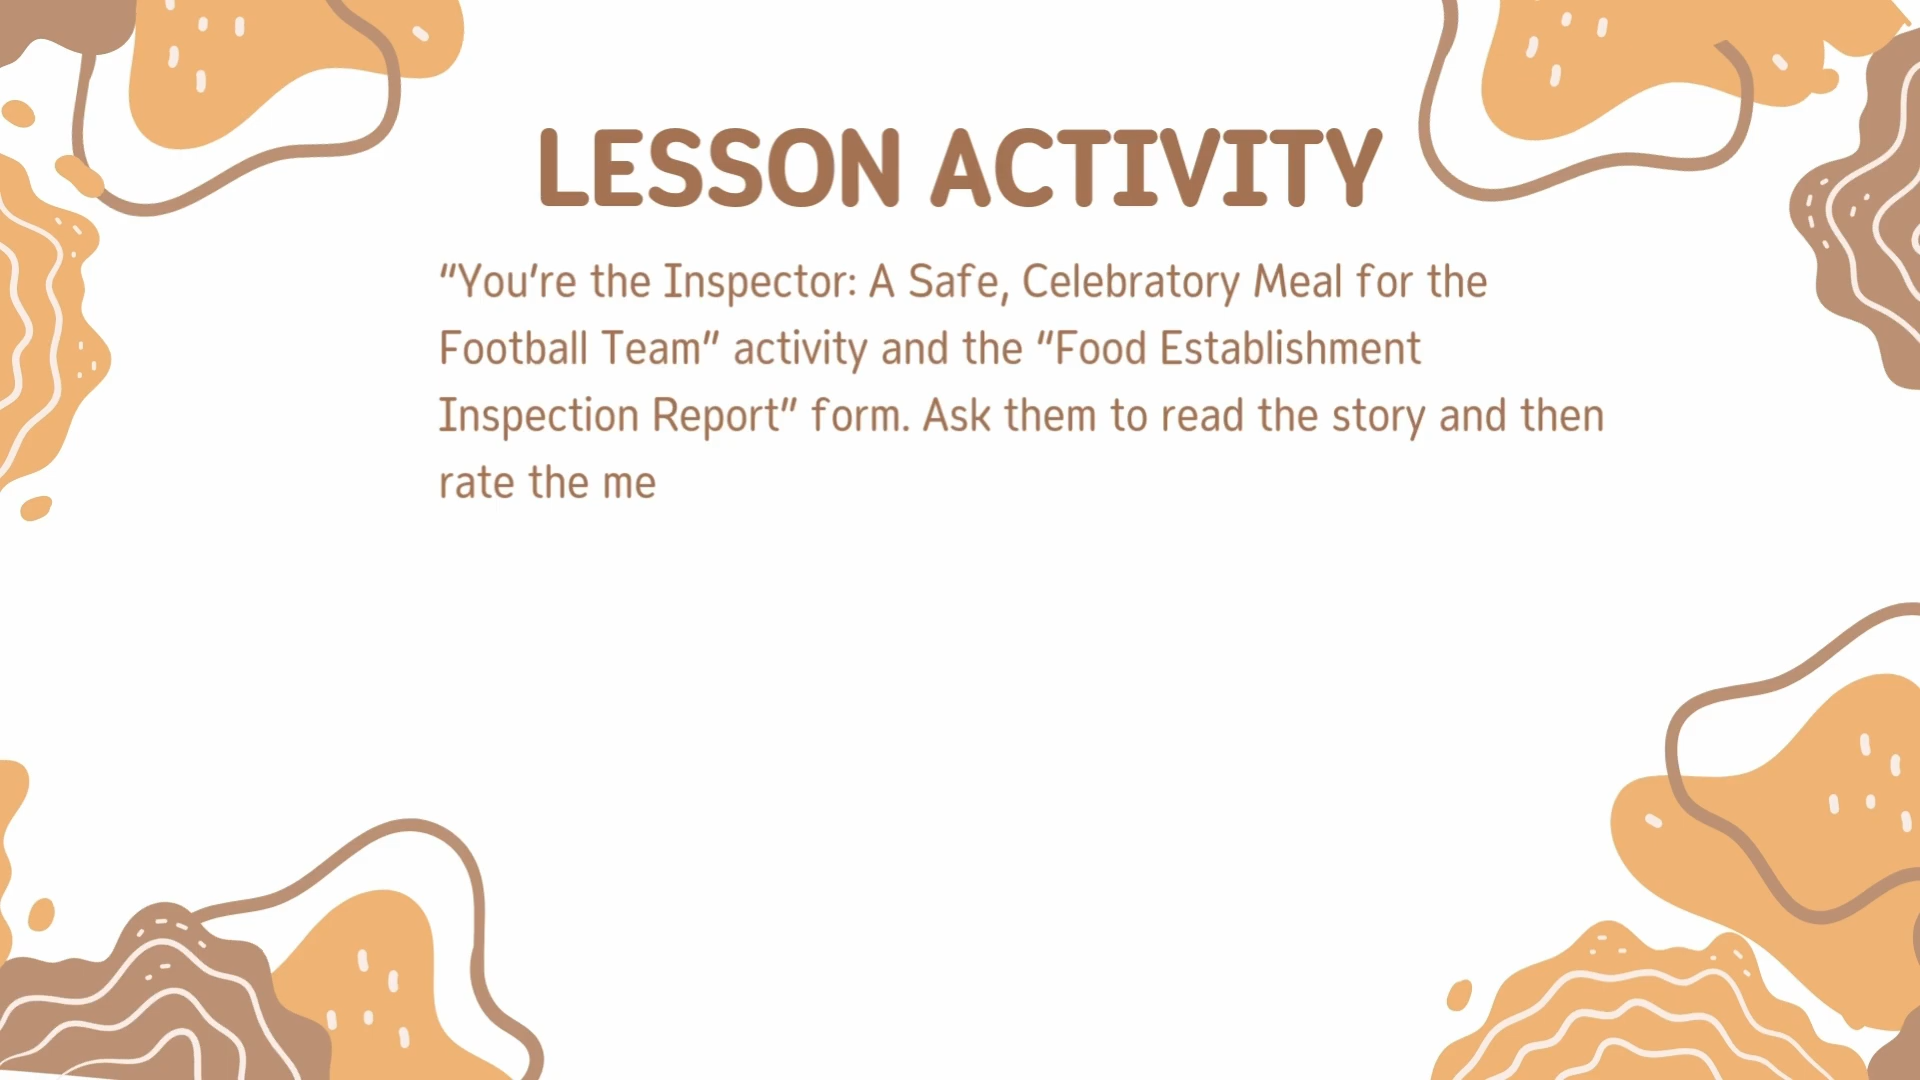 LESSON ACTIVITY
“You’re the Inspector: A Safe, Celebratory Meal for the
Football Team” activity and the “Food Establishment
Inspection Report” form. Ask them to read the story and then
rate the me